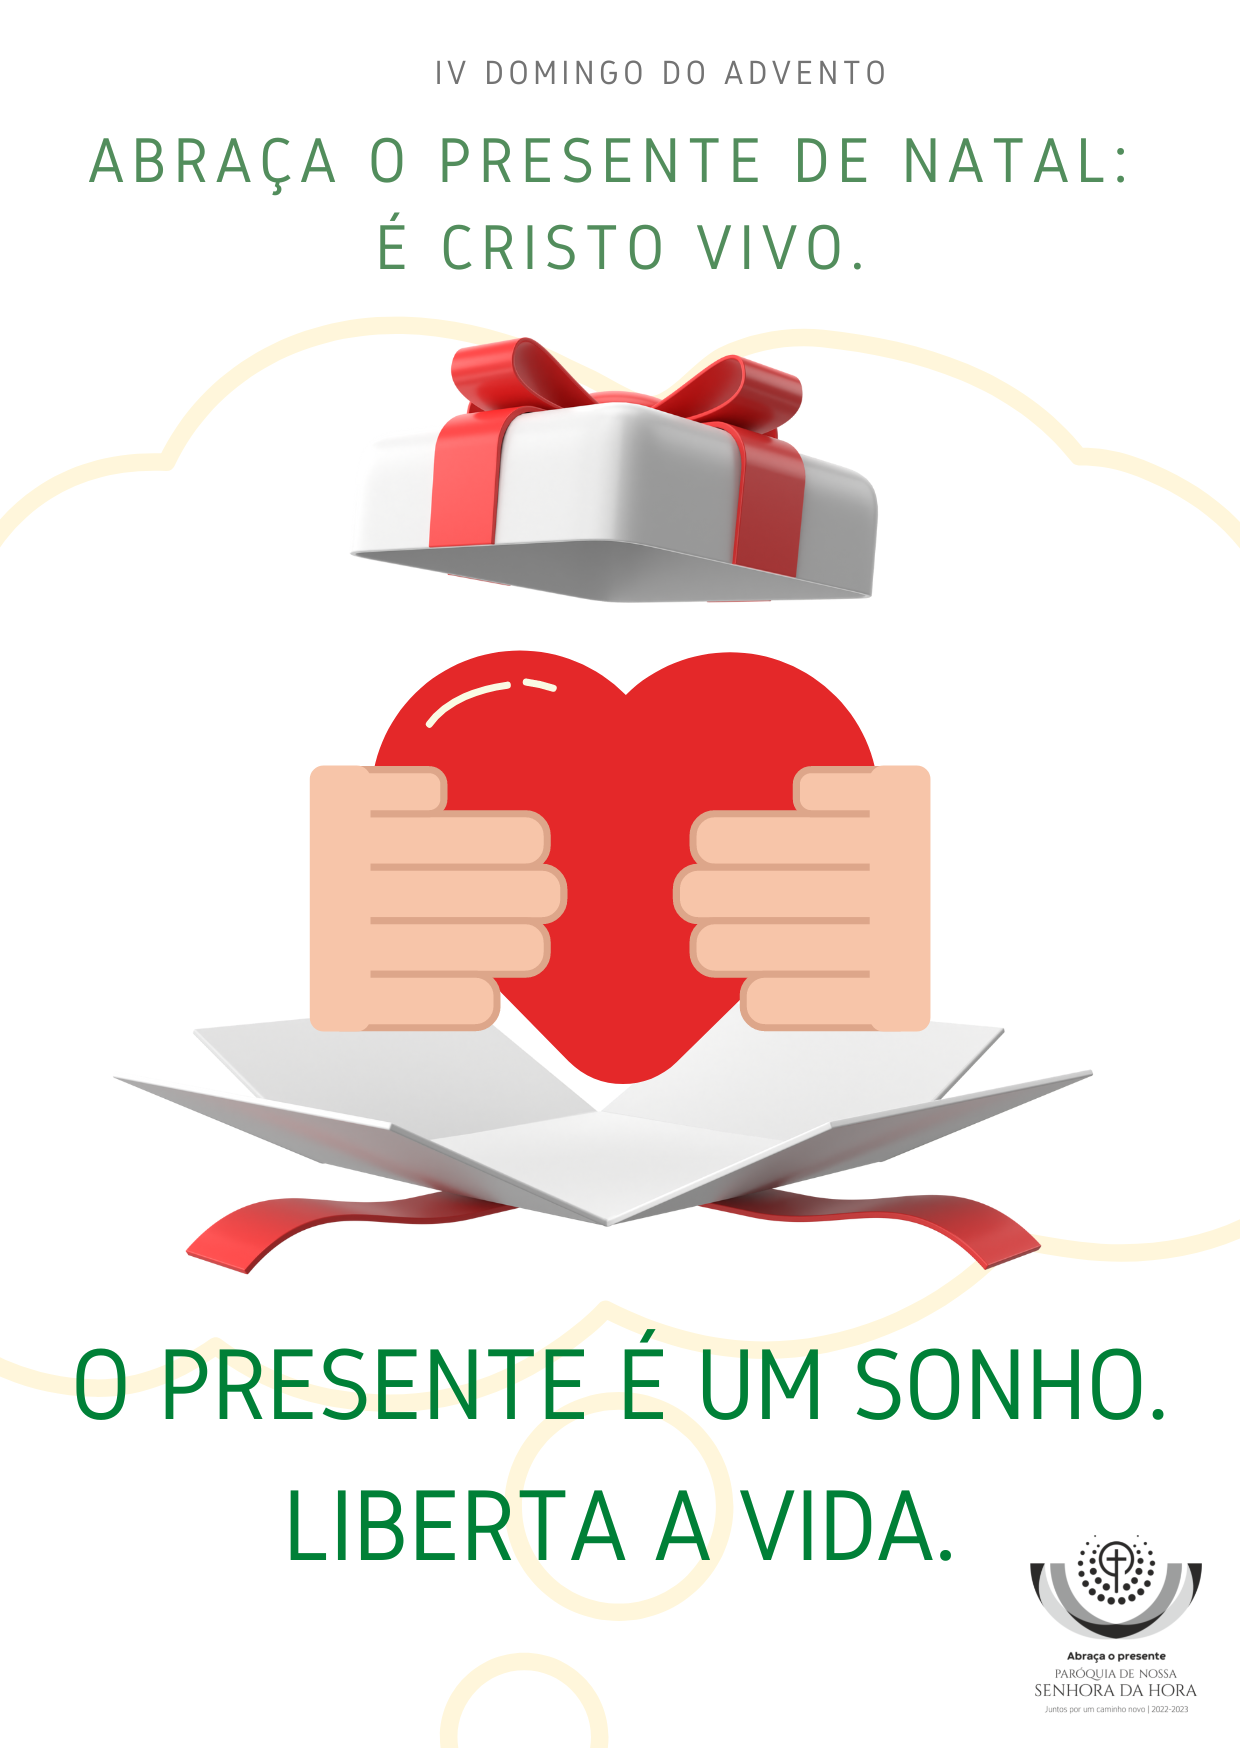 IV DOMINGO DO ADVENTO
ABRAÇA O PRESENTE DE NATAL:
É CRISTO VIVO.
O PRESENTE É UM SONHO.
LIBERTA A VIDA.
Abraça o presente
PARÓQUIA DE NOSSA
SENHORA DA HORA
Juntos por um caminho novo | 2022-2023